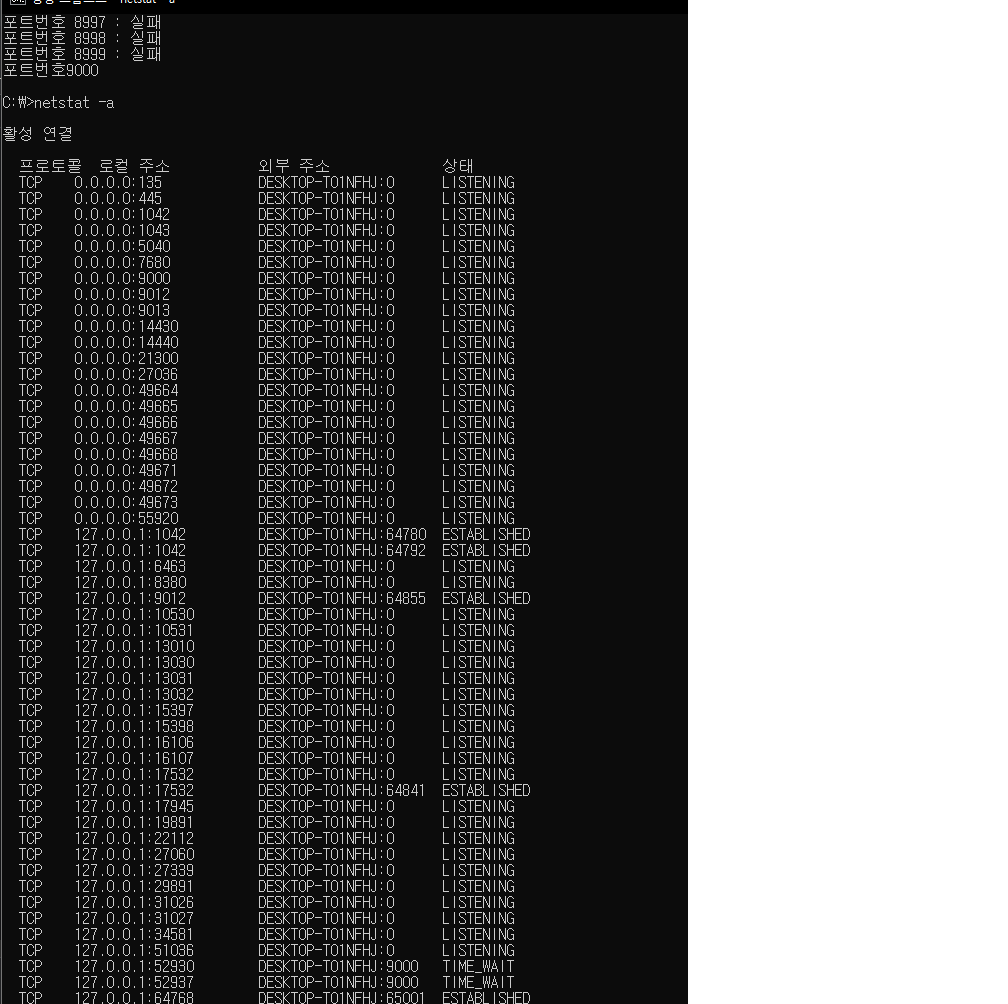 netstat -a
포트번호 8997 : 실패
포트번호 8998 : 실패
포트번호 8999 : 실패
포트번호9000
C:\>netstat -a
활성 연결
프로토콜 로컬 주소 외부 주소 상태
TCP 0.0.0.0:135 DESKTOP-T01NFHJ:0 LISTENING
TCP 0.0.0.0:445 DESKTOP-T01NFHJ:0 LISTENING
TCP 0.0.0.0:1042 DESKTOP-T01NFHJ:0 LISTENING
TCP 0.0.0.0:1043 DESKTOP-T01NFHJ:0 LISTENING
TCP 0.0.0.0:5040 DESKTOP-T01NFHJ:0 LISTENING
TCP 0.0.0.0:7680 DESKTOP-T01NFHJ:0 LISTENING
TCP 0.0.0.0:9000 DESKTOP-T01NFHJ:0 LISTENING
TCP 0.0.0.0:9012 DESKTOP-T01NFHJ:0 LISTENING
TCP 0.0.0.0:9013 DESKTOP-T01NFHJ:0 LISTENING
TCP 0.0.0.0:14430 DESKTOP-T01NFHJ:0 LISTENING
TCP 0.0.0.0:14440 DESKTOP-T01NFHJ:0 LISTENING
TCP 0.0.0.0:21300 DESKTOP-T01NFHJ:0 LISTENING
TCP 0.0.0.0:27036 DESKTOP-T01NFHJ:0 LISTENING
TCP 0.0.0.0:49664 DESKTOP-T01NFHJ:0 LISTENING
TCP 0.0.0.0:49665 DESKTOP-T01NFHJ:0 LISTENING
TCP 0.0.0.0:49666 DESKTOP-T01NFHJ:0 LISTENING
TCP 0.0.0.0:49667 DESKTOP-T01NFHJ:0 LISTENING
TCP 0.0.0.0:49668 DESKTOP-T01NFHJ:0 LISTENING
TCP 0.0.0.0:49671 DESKTOP-T01NFHJ:0 LISTENING
TCP 0.0.0.0:49672 DESKTOP-T01NFHJ:0 LISTENING
TCP 0.0.0.0:49673 DESKTOP-T01NFHJ:0 LISTENING
TCP 0.0.0.0:55920 DESKTOP-T01NFHJ:0 LISTENING
TCP 127.0.0.1:1042 DESKTOP-T01NFHJ:64780 ESTABLISHED
TCP 127.0.0.1:1042 DESKTOP-T01NFHJ:64792 ESTABLISHED
TCP 127.0.0.1:6463 DESKTOP-T01NFHJ:0 LISTENING
TCP 127.0.0.1:8380 DESKTOP-T01NFHJ:0 LISTENING
TCP 127.0.0.1:9012 DESKTOP-T01NFHJ:64855 ESTABLISHED
TCP 127.0.0.1:10530 DESKTOP-T01NFHJ:0 LISTENING
TCP 127.0.0.1:10531 DESKTOP-T01NFHJ:0 LISTENING
TCP 127.0.0.1:13010 DESKTOP-T01NFHJ:0 LISTENING
TCP 127.0.0.1:13030 DESKTOP-T01NFHJ:0 LISTENING
TCP 127.0.0.1:13031 DESKTOP-T01NFHJ:0 LISTENING
TCP 127.0.0.1:13032 DESKTOP-T01NFHJ:0 LISTENING
TCP 127.0.0.1:15397 DESKTOP-T01NFHJ:0 LISTENING
TCP 127.0.0.1:15398 DESKTOP-T01NFHJ:0 LISTENING
TCP 127.0.0.1:16106 DESKTOP-T01NFHJ:0 LISTENING
TCP 127.0.0.1:16107 DESKTOP-T01NFHJ:0 LISTENING
TCP 127.0.0.1:17532 DESKTOP-T01NFHJ:0 LISTENING
TCP 127.0.0.1:17532 DESKTOP-T01NFHJ:64841 ESTABLISHED
TCP 127.0.0.1:17945 DESKTOP-T01NFHJ:0 LISTENING
TCP 127.0.0.1:19891 DESKTOP-T01NFHJ:0 LISTENING
TCP 127.0.0.1:22112 DESKTOP-T01NFHJ:0 LISTENING
TCP 127.0.0.1:27060 DESKTOP-T01NFHJ:0 LISTENING
TCP 127.0.0.1:27339 DESKTOP-T01NFHJ:0 LISTENING
TCP 127.0.0.1:29891 DESKTOP-T01NFHJ:0 LISTENING
TCP 127.0.0.1:31026 DESKTOP-T01NFHJ:0 LISTENING
TCP 127.0.0.1:31027 DESKTOP-T01NFHJ:0 LISTENING
TCP 127.0.0.1:34581 DESKTOP-T01NFHJ:0 LISTENING
TCP 127.0.0.1:51036 DESKTOP-T01NFHJ:0 LISTENING
TCP 127.0.0.1:52930 DESKTOP-T01NFHJ:9000 TIME_WAIT
TCP 127.0.0.1:52937 DESKTOP-T01NFHJ:9000 TIME_WAIT
TCP 127.0.0.1:64768 DESKTOP-T01NFHJ:65001 ESTABLISHED